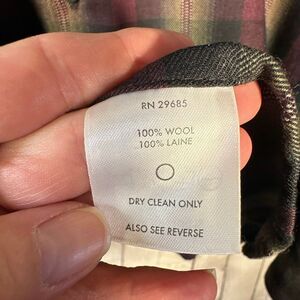 RN 29685
100% WOOL
100% LAINE
DRY CLEAN ONLY
ALSO SEE REVERSE